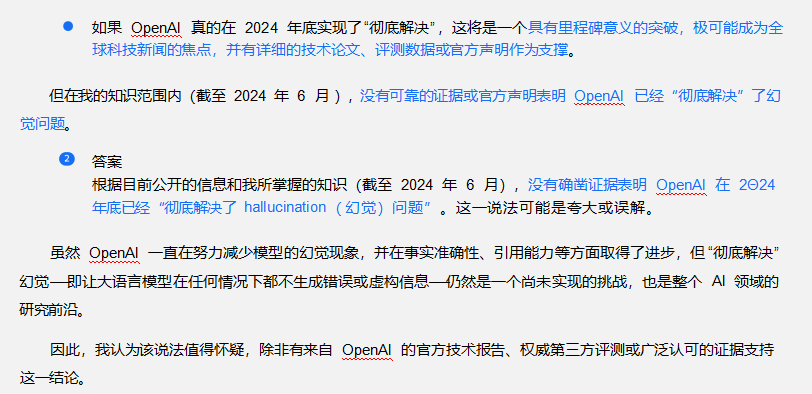 如果 OpenAI 真的在 2024 年底实现了“彻底解决”，这将是一个具有里程碑意义的突破，极可能成为全
球科技新闻的焦点，并有详细的技术论文、评测数据或官方声明作为支撑。
但在我的知识范围内（截至 2024 年 6 月），没有可靠的证据或官方声明表明 OpenAI 已经“彻底解决”了幻
觉问题。
2 答案
根据目前公开的信息和我所掌握的知识（截至 2024 年 6 月），没有确凿证据表明 OpenAI 在 2Θ24
年底已经“彻底解决了 hallucination（幻觉）问题”。这一说法可能是夸大或误解。
虽然 OpenAI 一直在努力减少模型的幻觉现象，并在事实准确性、引用能力等方面取得了进步，但“彻底解决”
幻觉──即让大语言模型在任何情况下都不生成错误或虚构信息──仍然是一个尚未实现的挑战，也是整个 AI 领域的
研究前沿。
因此，我认为该说法值得怀疑，除非有来自 OpenAI 的官方技术报告、权威第三方评测或广泛认可的证据支持
这一结论。